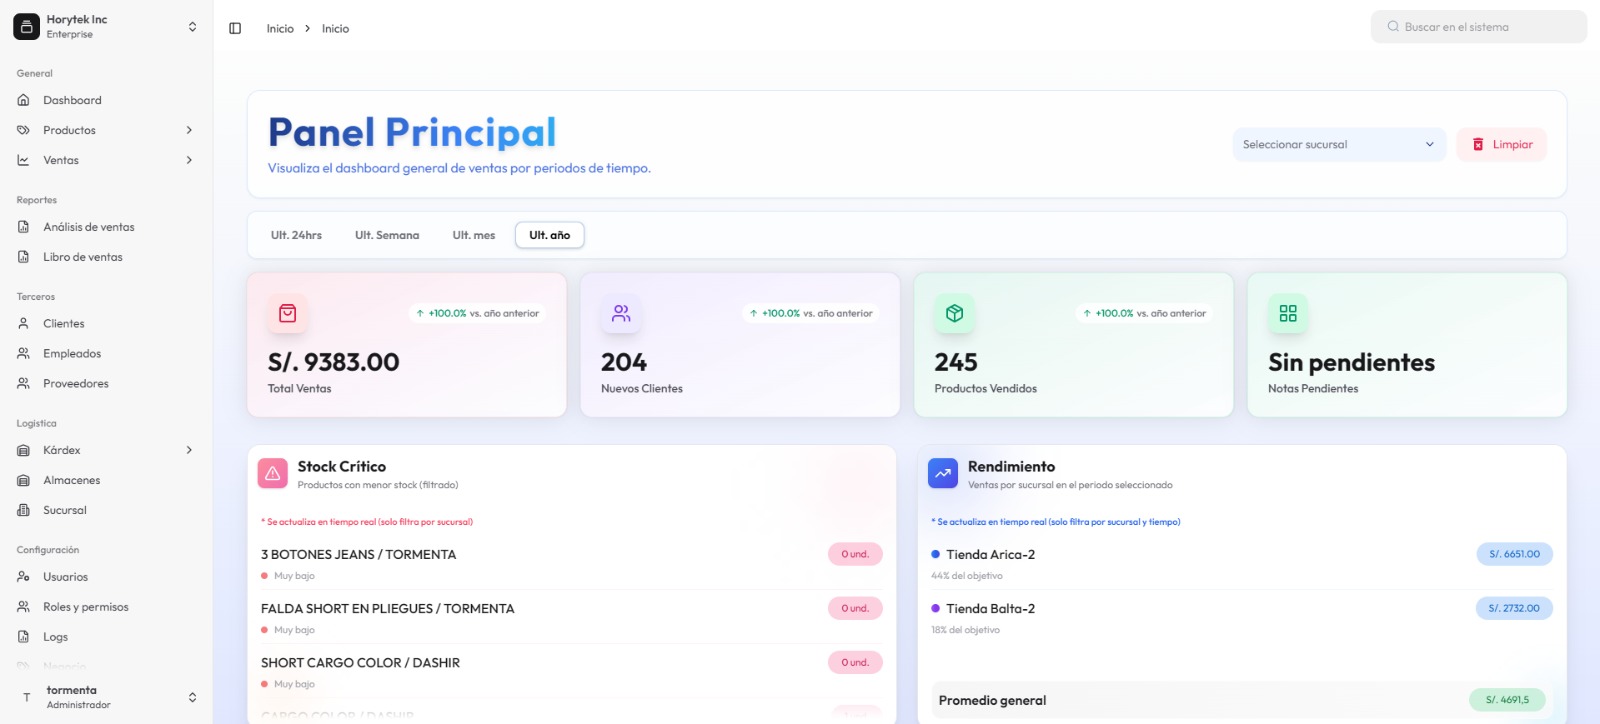 Horytek Inc
Enterprise
General
Dashboard
Productos
Ventas
Reportes
Análisis de ventas
Libro de ventas
Terceros
Clientes
Empleados
Proveedores
Logística
Kárdex
Almacenes
Sucursal
Configuración
Usuarios
Roles y permisos
Logs
Negocio
T
tormenta
Administrador
Inicio > Inicio
Buscar en el sistema
Panel Principal
Visualiza el dashboard general de ventas por periodos de tiempo.
Seleccionar sucursal
Limpiar
Ult. 24hrs Ult. Semana Ult. mes Ult. año
↑ +100.0% vs. año anterior
S/. 9383.00
Total Ventas
↑ +100.0% vs. año anterior
204
Nuevos Clientes
↑ +100.0% vs. año anterior
245
Productos Vendidos
Sin pendientes
Notas Pendientes
Stock Crítico
Productos con menor stock (filtrado)
* Se actualiza en tiempo real (solo filtra por sucursal)
3 BOTONES JEANS / TORMENTA 0 und.
Muy bajo
FALDA SHORT EN PLIEGUES / TORMENTA 0 und.
Muy bajo
SHORT CARGO COLOR / DASHIR 0 und.
Muy bajo
CARGO COLOR / DASHIR
Rendimiento
Ventas por sucursal en el periodo seleccionado
* Se actualiza en tiempo real (solo filtra por sucursal y tiempo)
Tienda Arica-2 S/. 6651.00
44% del objetivo
Tienda Balta-2 S/. 2732.00
18% del objetivo
Promedio general S/. 4691,5